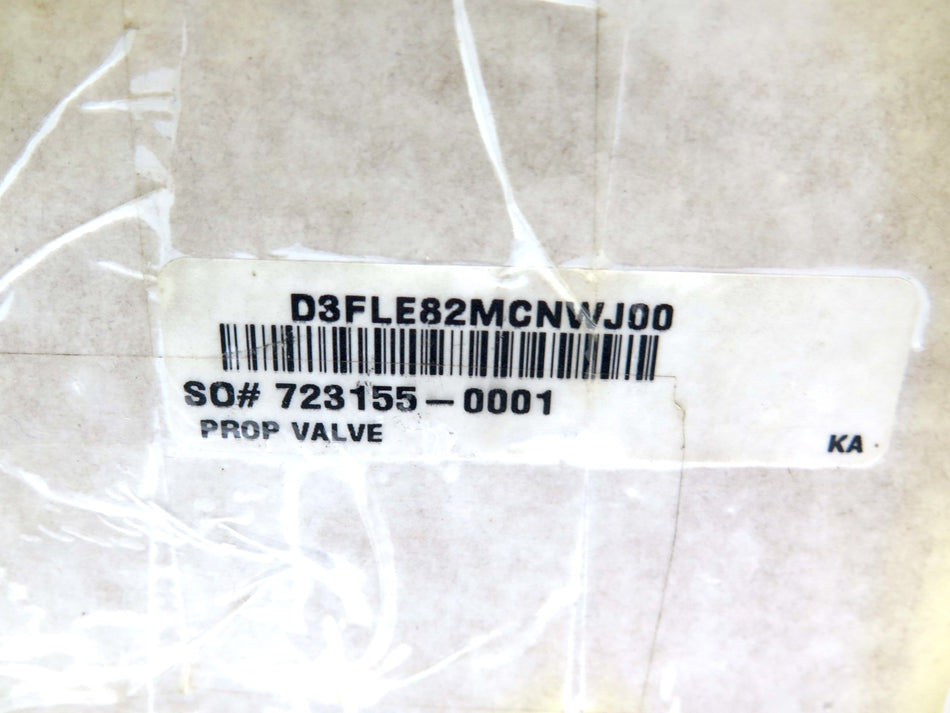 D3FLE82MCNWJ00
SO# 723155-0001
PROP VALVE
KA